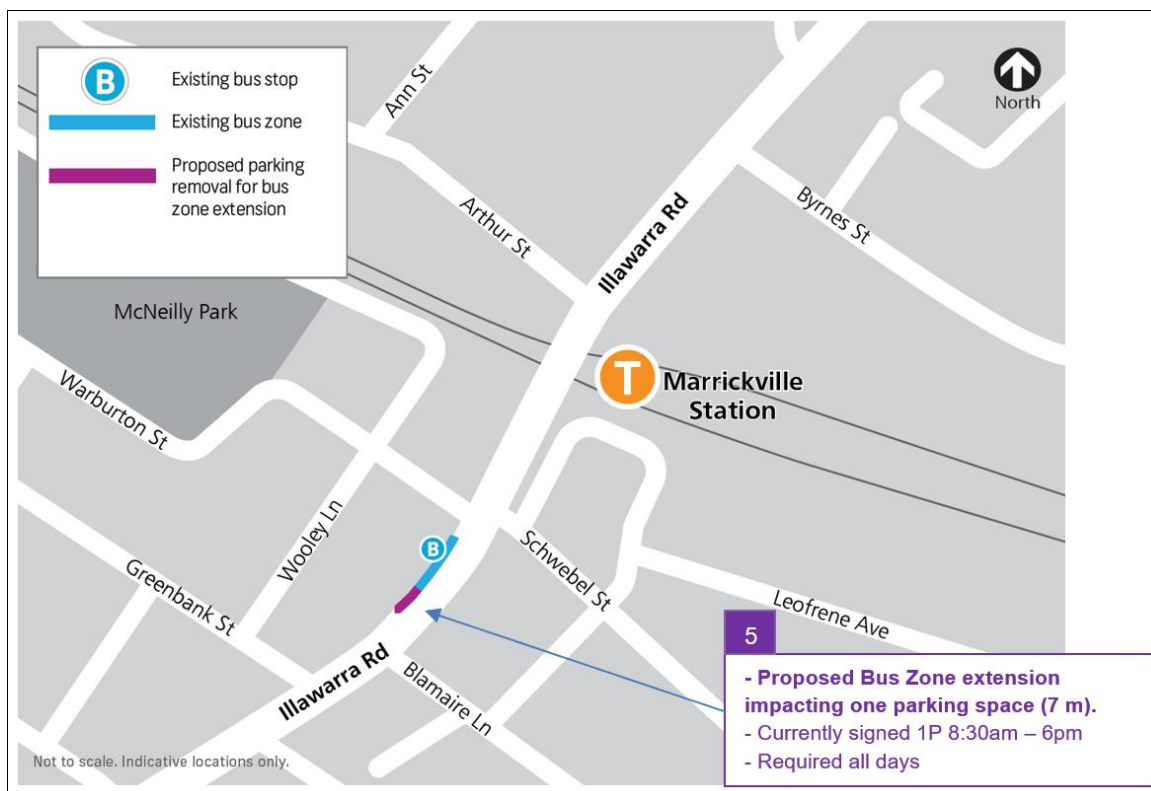 B
Existing bus stop
Existing bus zone
Proposed parking
removal for bus
zone extension
North
Ann St
Arthur St
Illawarra Rd
Byrnes St
McNeilly Park
T
Marrickville
Station
Warburton St
Wooley Ln
B
Schwebel St
Greenbank St
Leofrene Ave
Illawarra Rd
Blamaire Ln
5
- Proposed Bus Zone extension
impacting one parking space (7 m).
- Currently signed 1P 8:30am – 6pm
- Required all days
Not to scale. Indicative locations only.